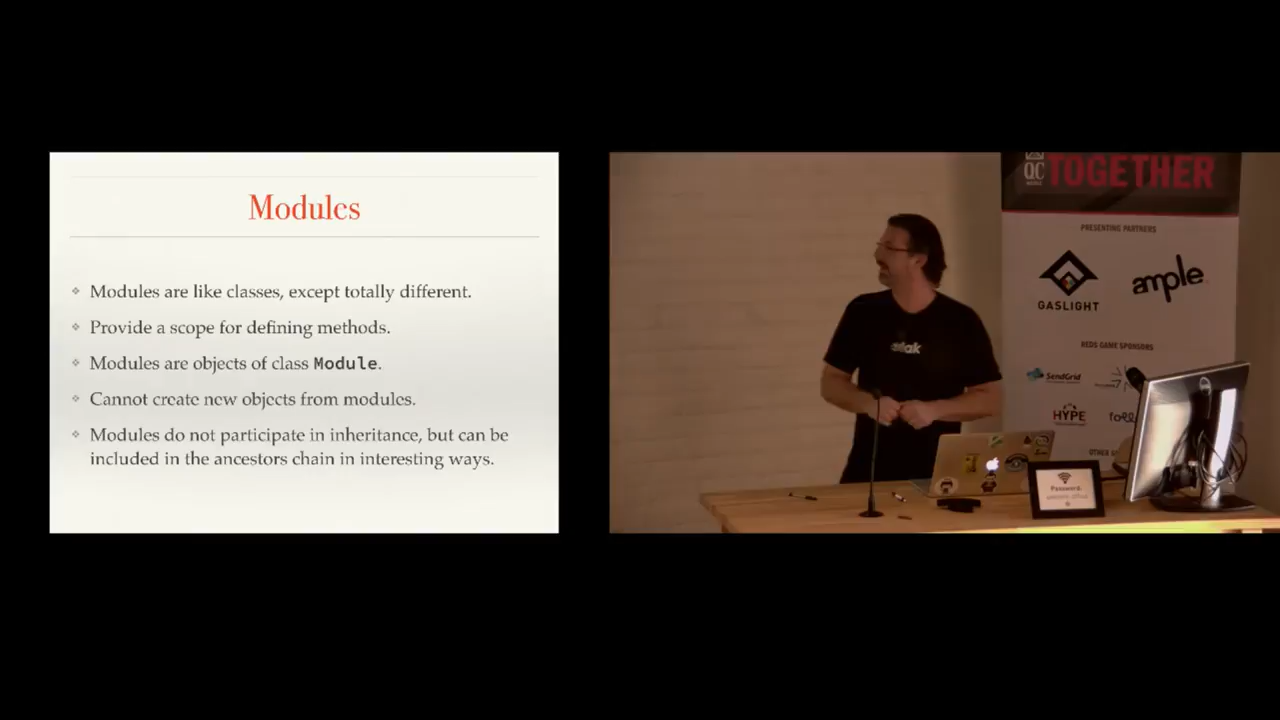 Modules
Modules are like classes, except totally different.
Provide a scope for defining methods.
Modules are objects of class Module.
Cannot create new objects from modules.
Modules do not participate in inheritance, but can be
included in the ancestors chain in interesting ways.
QC
TOGETHER
PRESENTING PARTNERS
GASLIGHT
ample
REDS GAME SPONSORS
SendGrid
HYPE
OTHER
Password: